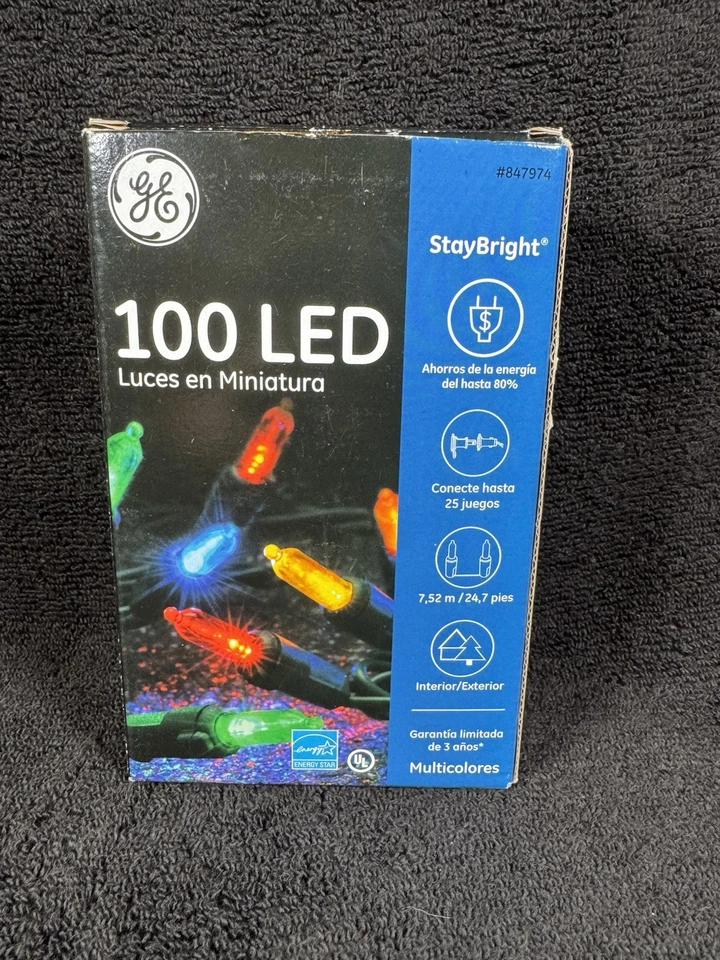 GE
#847974
StayBright®
100 LED
Luces en Miniatura
Ahorros de la energía
del hasta 80%
Conecte hasta
25 juegos
7,52 m / 24,7 pies
Interior/Exterior
Garantía limitada
de 3 años*
Multicolores
energy
ENERGY STAR
UL